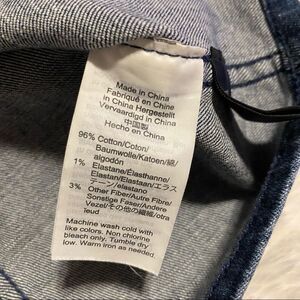 Made in China
Fabriqué en Chine
in China Hergestellt
Vervaardigd in China
中国製
Hecho en China
96% Cotton/Coton/
Baumwolle/Katoen/綿/
algodón
1% Elastane/Élasthanne/
Elastan/Elastaan/エラス
テーン/elastano
3% Other Fiber/Autre Fibre/
Sonstige Faser/Andere
Vezel/その他の繊維/otra
Machine wash cold with
like colors. Non chlorine
bleach only. Tumble dry
low. Warm iron as needed.